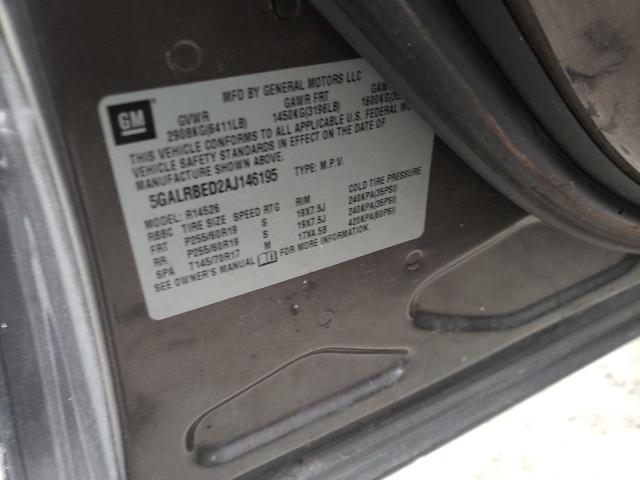 GM
MFD BY GENERAL MOTORS LLC
GVWR GAWR FRT GAW
2908KG(6411LB) 1450KG(3196LB) 1600KG(35
THIS VEHICLE CONFORMS TO ALL APPLICABLE U.S. FEDERAL MO
VEHICLE SAFETY STANDARDS IN EFFECT ON THE DATE OF
MANUFACTURE SHOWN ABOVE.
5GALRBED2AJ146195 TYPE: M.P.V.
MODEL: R14526
RBBC TIRE SIZE SPEED RTG RIM COLD TIRE PRESSURE
FRT P255/60R19 S 19X7.5J 240KPA(35PSI)
RR P255/60R19 S 19X7.5J 240KPA(35PSI)
SPA T145/70R17 M 17X4.5B 420KPA(60PSI)
SEE OWNER'S MANUAL FOR MORE INFORMATION.